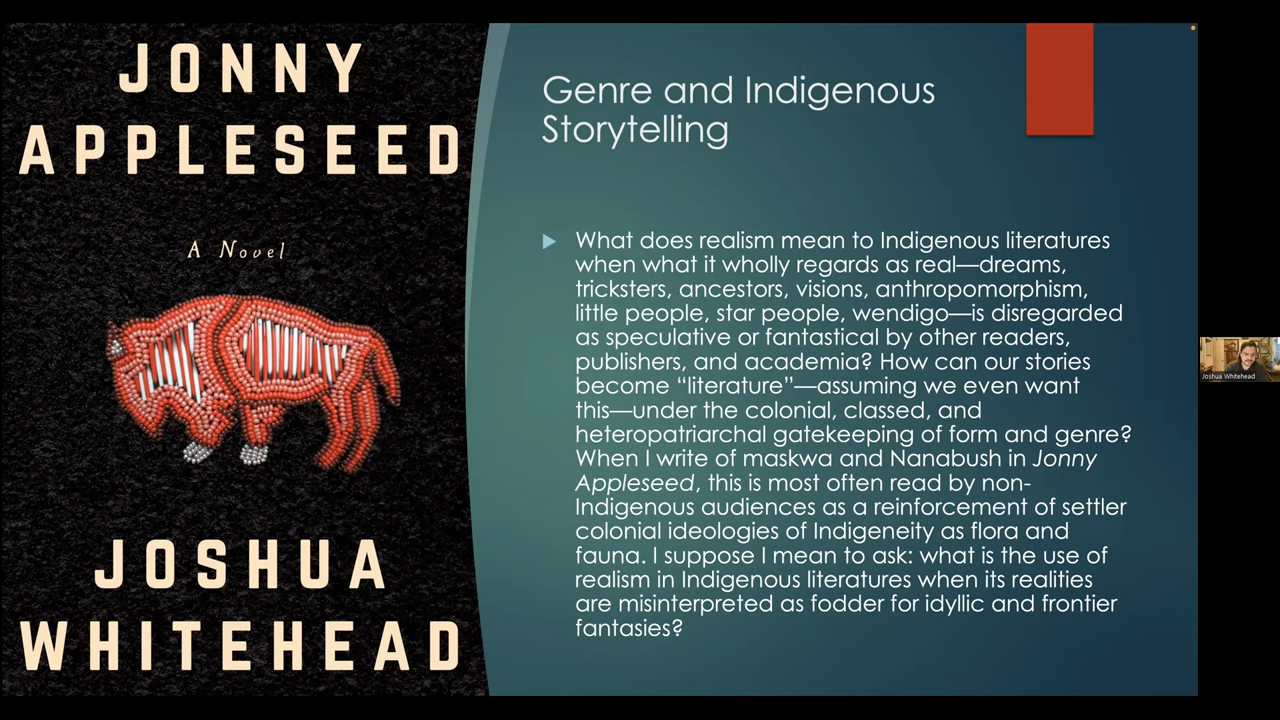 JONNY
APPLESEED
A Novel
JOSHUA
WHITEHEAD
Genre and Indigenous
Storytelling
What does realism mean to Indigenous literatures
when what it wholly regards as real—dreams,
tricksters, ancestors, visions, anthropomorphism,
little people, star people, wendigo—is disregarded
as speculative or fantastical by other readers,
publishers, and academia? How can our stories
become “literature”—assuming we even want
this—under the colonial, classed, and
heteropatriarchal gatekeeping of form and genre?
When I write of maskwa and Nanabush in Jonny
Appleseed, this is most often read by non-
Indigenous audiences as a reinforcement of settler
colonial ideologies of Indigeneity as flora and
fauna. I suppose I mean to ask: what is the use of
realism in Indigenous literatures when its realities
are misinterpreted as fodder for idyllic and frontier
fantasies?
Joshua Whitehead